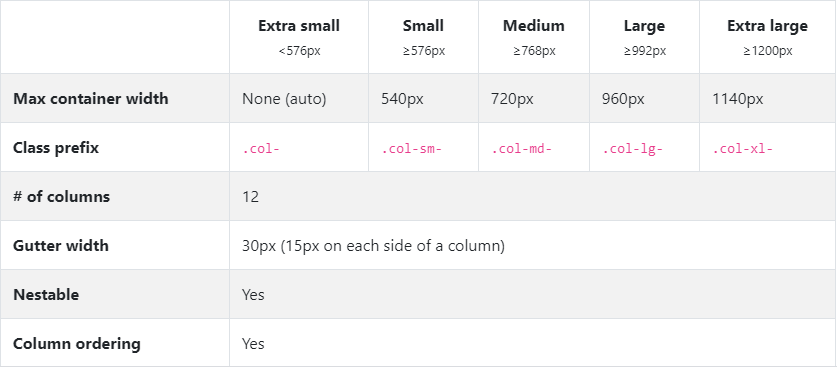 Extra small Small Medium Large Extra large
<576px ≥576px ≥768px ≥992px ≥1200px
Max container width None (auto) 540px 720px 960px 1140px
Class prefix .col- .col-sm- .col-md- .col-lg- .col-xl-
# of columns 12
Gutter width 30px (15px on each side of a column)
Nestable Yes
Column ordering Yes